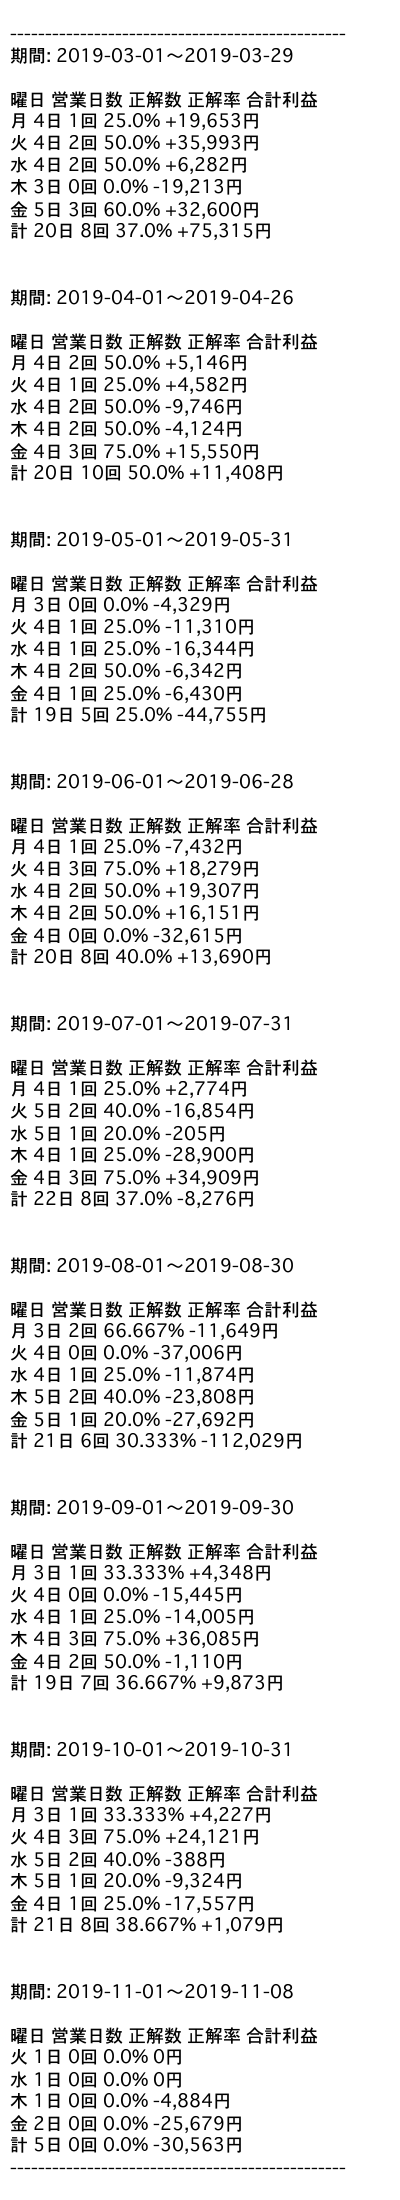 ------------------------------------------------
期間: 2019-03-01〜2019-03-29
曜日 営業日数 正解数 正解率 合計利益
月 4日 1回 25.0% +19,653円
火 4日 2回 50.0% +35,993円
水 4日 2回 50.0% +6,282円
木 3日 0回 0.0% -19,213円
金 5日 3回 60.0% +32,600円
計 20日 8回 37.0% +75,315円
期間: 2019-04-01〜2019-04-26
曜日 営業日数 正解数 正解率 合計利益
月 4日 2回 50.0% +5,146円
火 4日 1回 25.0% +4,582円
水 4日 2回 50.0% -9,746円
木 4日 2回 50.0% -4,124円
金 4日 3回 75.0% +15,550円
計 20日 10回 50.0% +11,408円
期間: 2019-05-01〜2019-05-31
曜日 営業日数 正解数 正解率 合計利益
月 3日 0回 0.0% -4,329円
火 4日 1回 25.0% -11,310円
水 4日 1回 25.0% -16,344円
木 4日 2回 50.0% -6,342円
金 4日 1回 25.0% -6,430円
計 19日 5回 25.0% -44,755円
期間: 2019-06-01〜2019-06-28
曜日 営業日数 正解数 正解率 合計利益
月 4日 1回 25.0% -7,432円
火 4日 3回 75.0% +18,279円
水 4日 2回 50.0% +19,307円
木 4日 2回 50.0% +16,151円
金 4日 0回 0.0% -32,615円
計 20日 8回 40.0% +13,690円
期間: 2019-07-01〜2019-07-31
曜日 営業日数 正解数 正解率 合計利益
月 4日 1回 25.0% +2,774円
火 5日 2回 40.0% -16,854円
水 5日 1回 20.0% -205円
木 4日 1回 25.0% -28,900円
金 4日 3回 75.0% +34,909円
計 22日 8回 37.0% -8,276円
期間: 2019-08-01〜2019-08-30
曜日 営業日数 正解数 正解率 合計利益
月 3日 2回 66.667% -11,649円
火 4日 0回 0.0% -37,006円
水 4日 1回 25.0% -11,874円
木 5日 2回 40.0% -23,808円
金 5日 1回 20.0% -27,692円
計 21日 6回 30.333% -112,029円
期間: 2019-09-01〜2019-09-30
曜日 営業日数 正解数 正解率 合計利益
月 3日 1回 33.333% +4,348円
火 4日 0回 0.0% -15,445円
水 4日 1回 25.0% -14,005円
木 4日 3回 75.0% +36,085円
金 4日 2回 50.0% -1,110円
計 19日 7回 36.667% +9,873円
期間: 2019-10-01〜2019-10-31
曜日 営業日数 正解数 正解率 合計利益
月 3日 1回 33.333% +4,227円
火 4日 3回 75.0% +24,121円
水 5日 2回 40.0% -388円
木 5日 1回 20.0% -9,324円
金 4日 1回 25.0% -17,557円
計 21日 8回 38.667% +1,079円
期間: 2019-11-01〜2019-11-08
曜日 営業日数 正解数 正解率 合計利益
火 1日 0回 0.0% 0円
水 1日 0回 0.0% 0円
木 1日 0回 0.0% -4,884円
金 2日 0回 0.0% -25,679円
計 5日 0回 0.0% -30,563円
------------------------------------------------